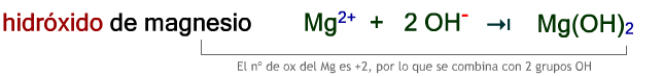 hidróxido de magnesio Mg²⁺ + 2 OH⁻ → Mg(OH)₂
El nº de ox del Mg es +2, por lo que se combina con 2 grupos OH